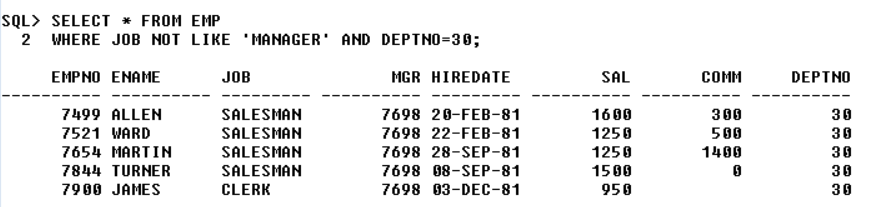 SQL> SELECT * FROM EMP
  2  WHERE JOB NOT LIKE 'MANAGER' AND DEPTNO=30;
     EMPNO ENAME      JOB              MGR HIREDATE         SAL       COMM     DEPTNO
---------- ---------- --------- ---------- --------- ---------- ---------- ----------
      7499 ALLEN      SALESMAN        7698 20-FEB-81       1600        300         30
      7521 WARD       SALESMAN        7698 22-FEB-81       1250        500         30
      7654 MARTIN     SALESMAN        7698 28-SEP-81       1250       1400         30
      7844 TURNER     SALESMAN        7698 08-SEP-81       1500          0         30
      7900 JAMES      CLERK           7698 03-DEC-81        950                    30